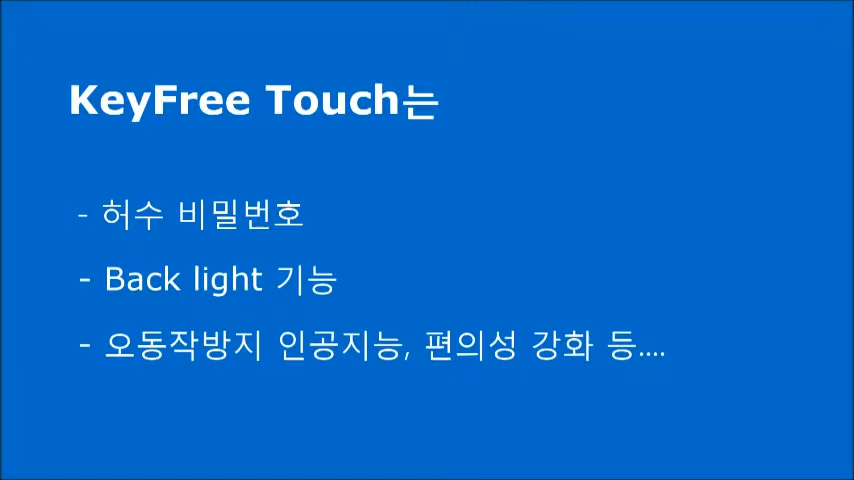 KeyFree Touch는
- 허수 비밀번호
- Back light 기능
- 오동작방지 인공지능, 편의성 강화 등....